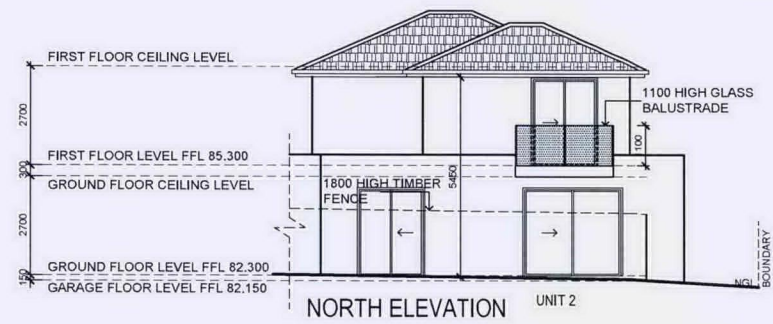 FIRST FLOOR CEILING LEVEL
2700
1100 HIGH GLASS
BALUSTRADE
100
FIRST FLOOR LEVEL FFL 85.300
300
GROUND FLOOR CEILING LEVEL
1800 HIGH TIMBER
FENCE
5450
2700
GROUND FLOOR LEVEL FFL 82.300
150
GARAGE FLOOR LEVEL FFL 82.150
NGL
BOUNDARY
NORTH ELEVATION
UNIT 2